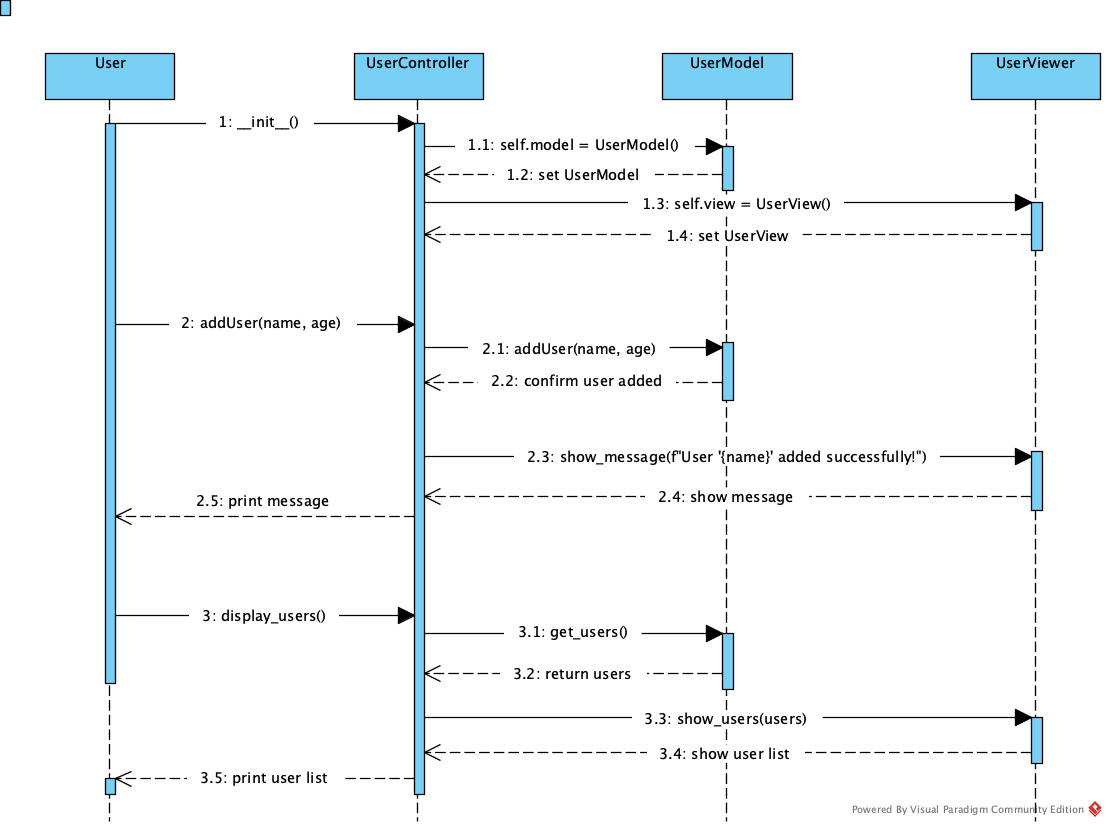 User
UserController
UserModel
UserViewer
1: __init__()
1.1: self.model = UserModel()
1.2: set UserModel
1.3: self.view = UserView()
1.4: set UserView
2: addUser(name, age)
2.1: addUser(name, age)
2.2: confirm user added
2.3: show_message(f"User '{name}' added successfully!")
2.4: show message
2.5: print message
3: display_users()
3.1: get_users()
3.2: return users
3.3: show_users(users)
3.4: show user list
3.5: print user list
Powered By Visual Paradigm Community Edition